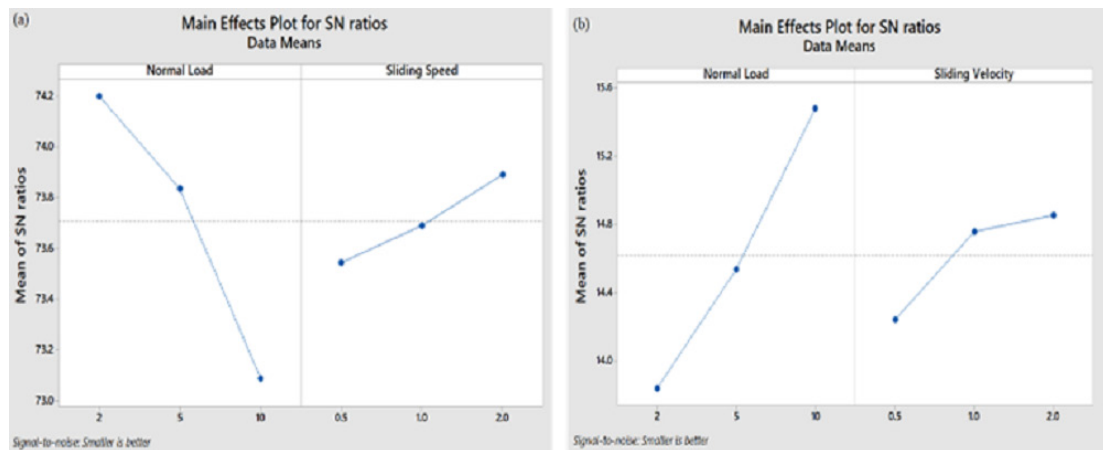 (a)
Main Effects Plot for SN ratios
Data Means
Normal Load Sliding Speed
Mean of SN ratios
74.2
74.0
73.8
73.6
73.4
73.2
73.0
2 5 10 0.5 1.0 2.0
Signal-to-noise: Smaller is better
(b)
Main Effects Plot for SN ratios
Data Means
Normal Load Sliding Velocity
Mean of SN ratios
15.6
15.2
14.8
14.4
14.0
2 5 10 0.5 1.0 2.0
Signal-to-noise: Smaller is better